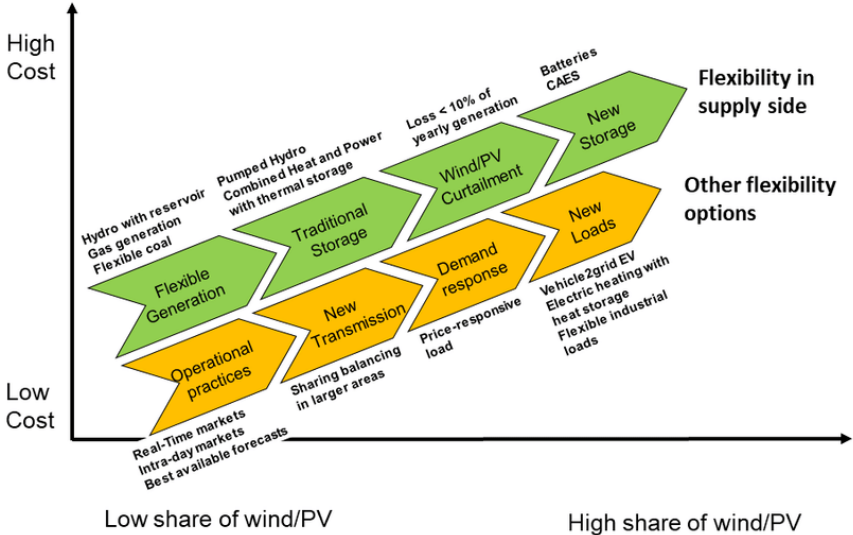 High
Cost
Batteries
CAES
Flexibility in
supply side
New
Storage
Loss < 10% of
yearly generation
Wind/PV
Curtailment
Pumped Hydro
Combined Heat and Power
with thermal storage
Traditional
Storage
Hydro with reservoir
Gas generation
Flexible coal
Flexible
Generation
Other flexibility
options
New
Loads
Vehicle2grid EV
Electric heating with
heat storage
Flexible industrial
loads
Demand
response
Price-responsive
load
New
Transmission
Sharing balancing
in larger areas
Operational
practices
Real-Time markets
Intra-day markets
Best available forecasts
Low
Cost
Low share of wind/PV
High share of wind/PV